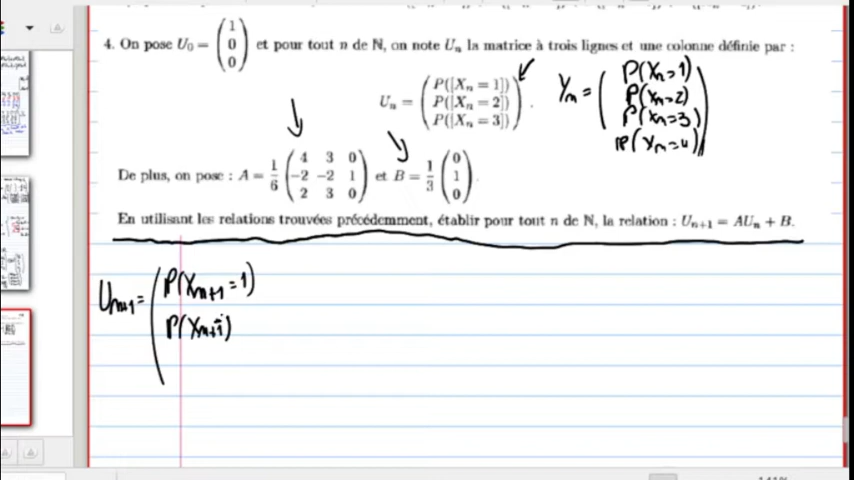 4. On pose U₀ = ( 1 0 0 ) et pour tout n de ℕ, on note Uₙ la matrice à trois lignes et une colonne définie par :
Uₙ = ( P([Xₙ = 1]) P([Xₙ = 2]) P([Xₙ = 3]) ).
Yₙ = ( P(Xₙ=1) P(Xₙ=2) P(Xₙ=3) P(Xₙ=4) )
De plus, on pose : A = 1/6 ( 4 3 0 -2 -2 1 2 3 0 ) et B = 1/3 ( 0 1 0 ).
En utilisant les relations trouvées précédemment, établir pour tout n de ℕ, la relation : Uₙ₊₁ = AUₙ + B.
Uₙ₊₁ = ( P(Xₙ₊₁ = 1)
P(Xₙ₊₁)